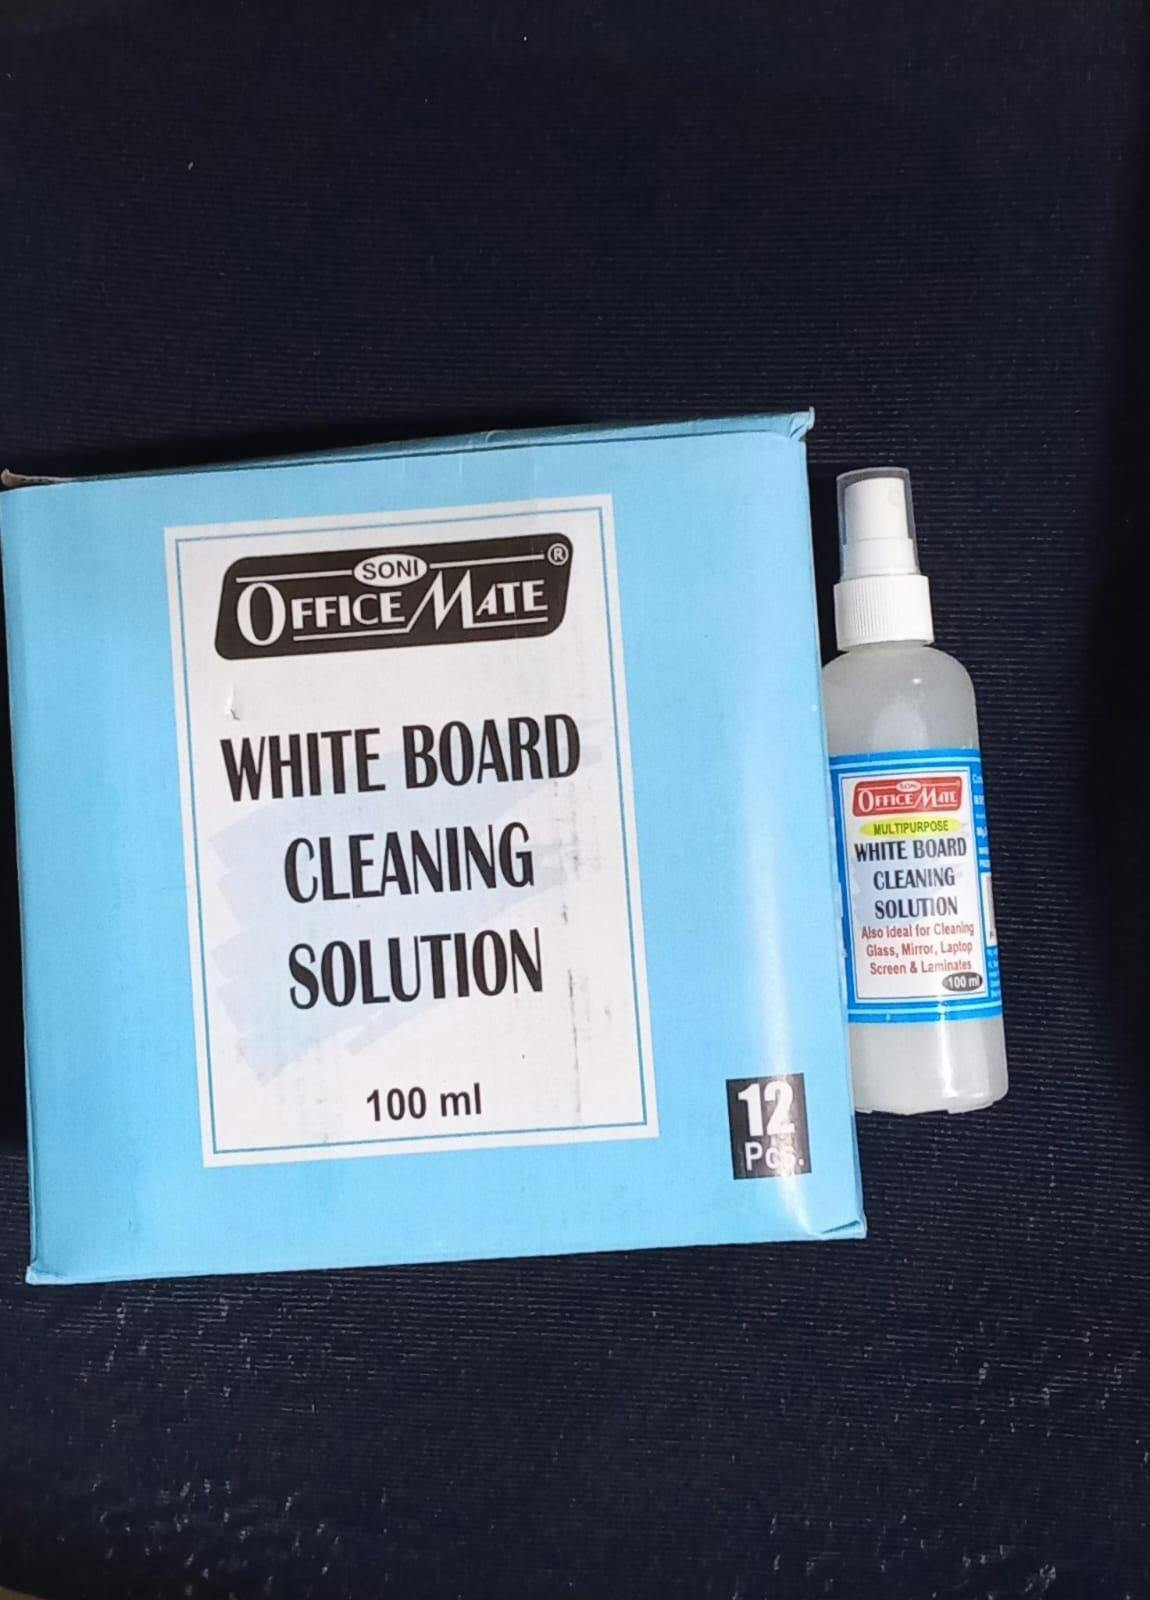 SONI
OFFICE MATE ®
WHITE BOARD
CLEANING
SOLUTION
100 ml
12
Pcs.
SONI
OFFICE MATE
MULTIPURPOSE
WHITE BOARD
CLEANING
SOLUTION
Also Ideal for Cleaning
Glass, Mirror, Laptop
Screen & Laminates
100 ml